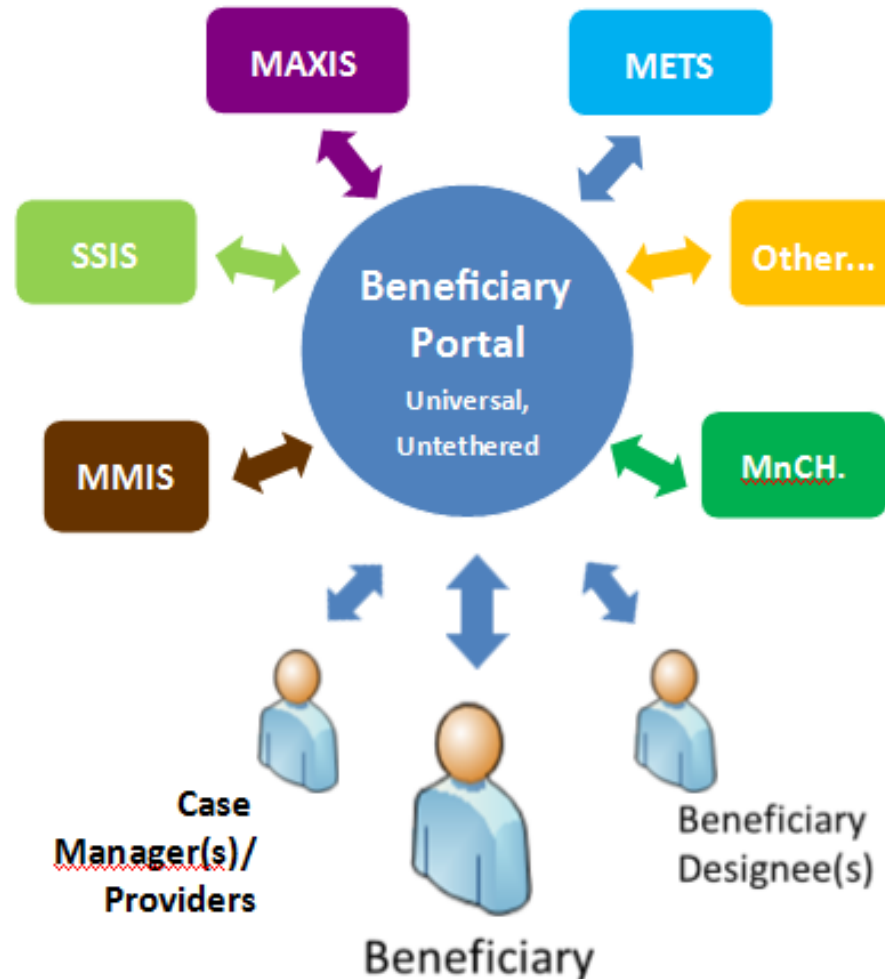 MAXIS
METS
SSIS
Other...
Beneficiary
Portal
Universal,
Untethered
MMIS
MnCH.
Case
Manager(s)/
Providers
Beneficiary
Designee(s)
Beneficiary